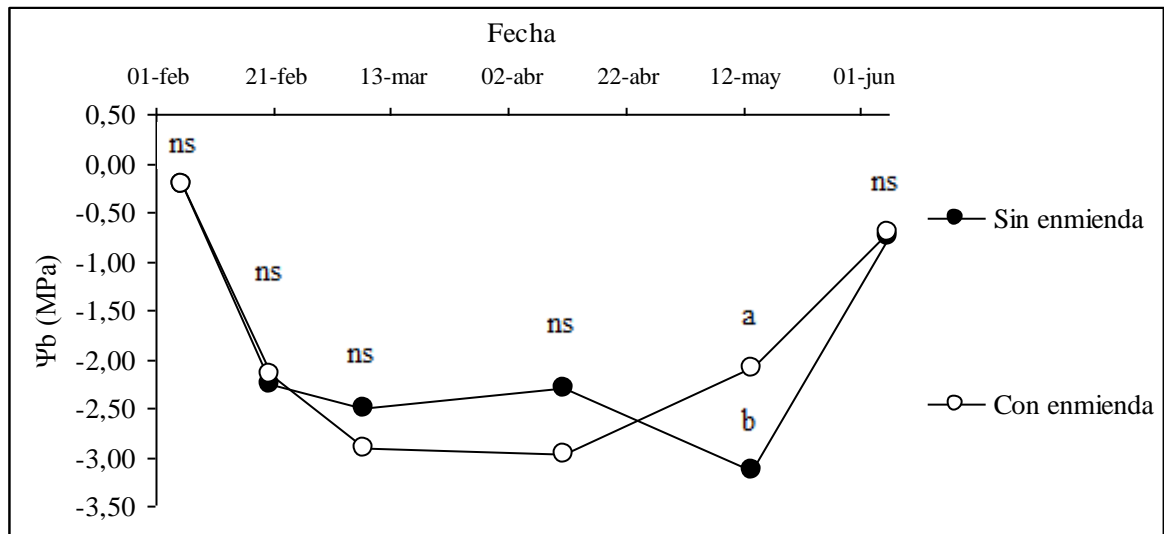 Fecha
01-feb 21-feb 13-mar 02-abr 22-abr 12-may 01-jun
0,50
0,00
-0,50
-1,00
-1,50
-2,00
-2,50
-3,00
-3,50
Ψb (MPa)
ns
ns
ns
ns
a
b
ns
Sin enmienda
Con enmienda